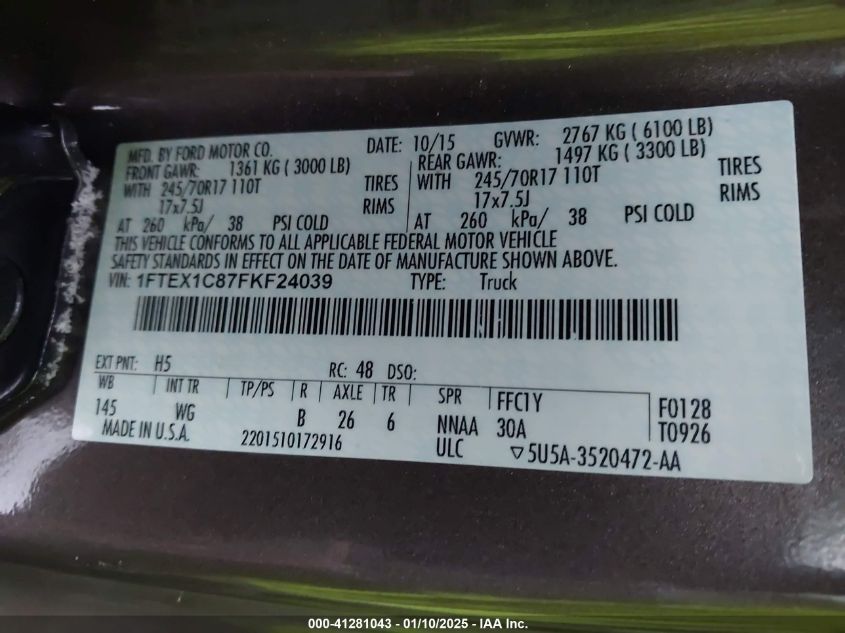 MFD. BY FORD MOTOR CO. DATE: 10/15 GVWR: 2767 KG ( 6100 LB)
FRONT GAWR: 1361 KG ( 3000 LB) REAR GAWR: 1497 KG ( 3300 LB)
WITH 245/70R17 110T TIRES WITH 245/70R17 110T TIRES
17x7.5J RIMS 17x7.5J RIMS
AT 260 kPa/ 38 PSI COLD AT 260 kPa/ 38 PSI COLD
THIS VEHICLE CONFORMS TO ALL APPLICABLE FEDERAL MOTOR VEHICLE
SAFETY STANDARDS IN EFFECT ON THE DATE OF MANUFACTURE SHOWN ABOVE.
VIN: 1FTEX1C87FKF24039 TYPE: Truck
EXT PNT: H5 RC: 48 DSO:
WB INT TR TP/PS R AXLE TR SPR FFC1Y F0128
145 WG B 26 6 NNAA 30A T0926
MADE IN U.S.A. 2201510172916 ULC ▽5U5A-3520472-AA
000-41281043 — 01/10/2025 - IAA Inc.